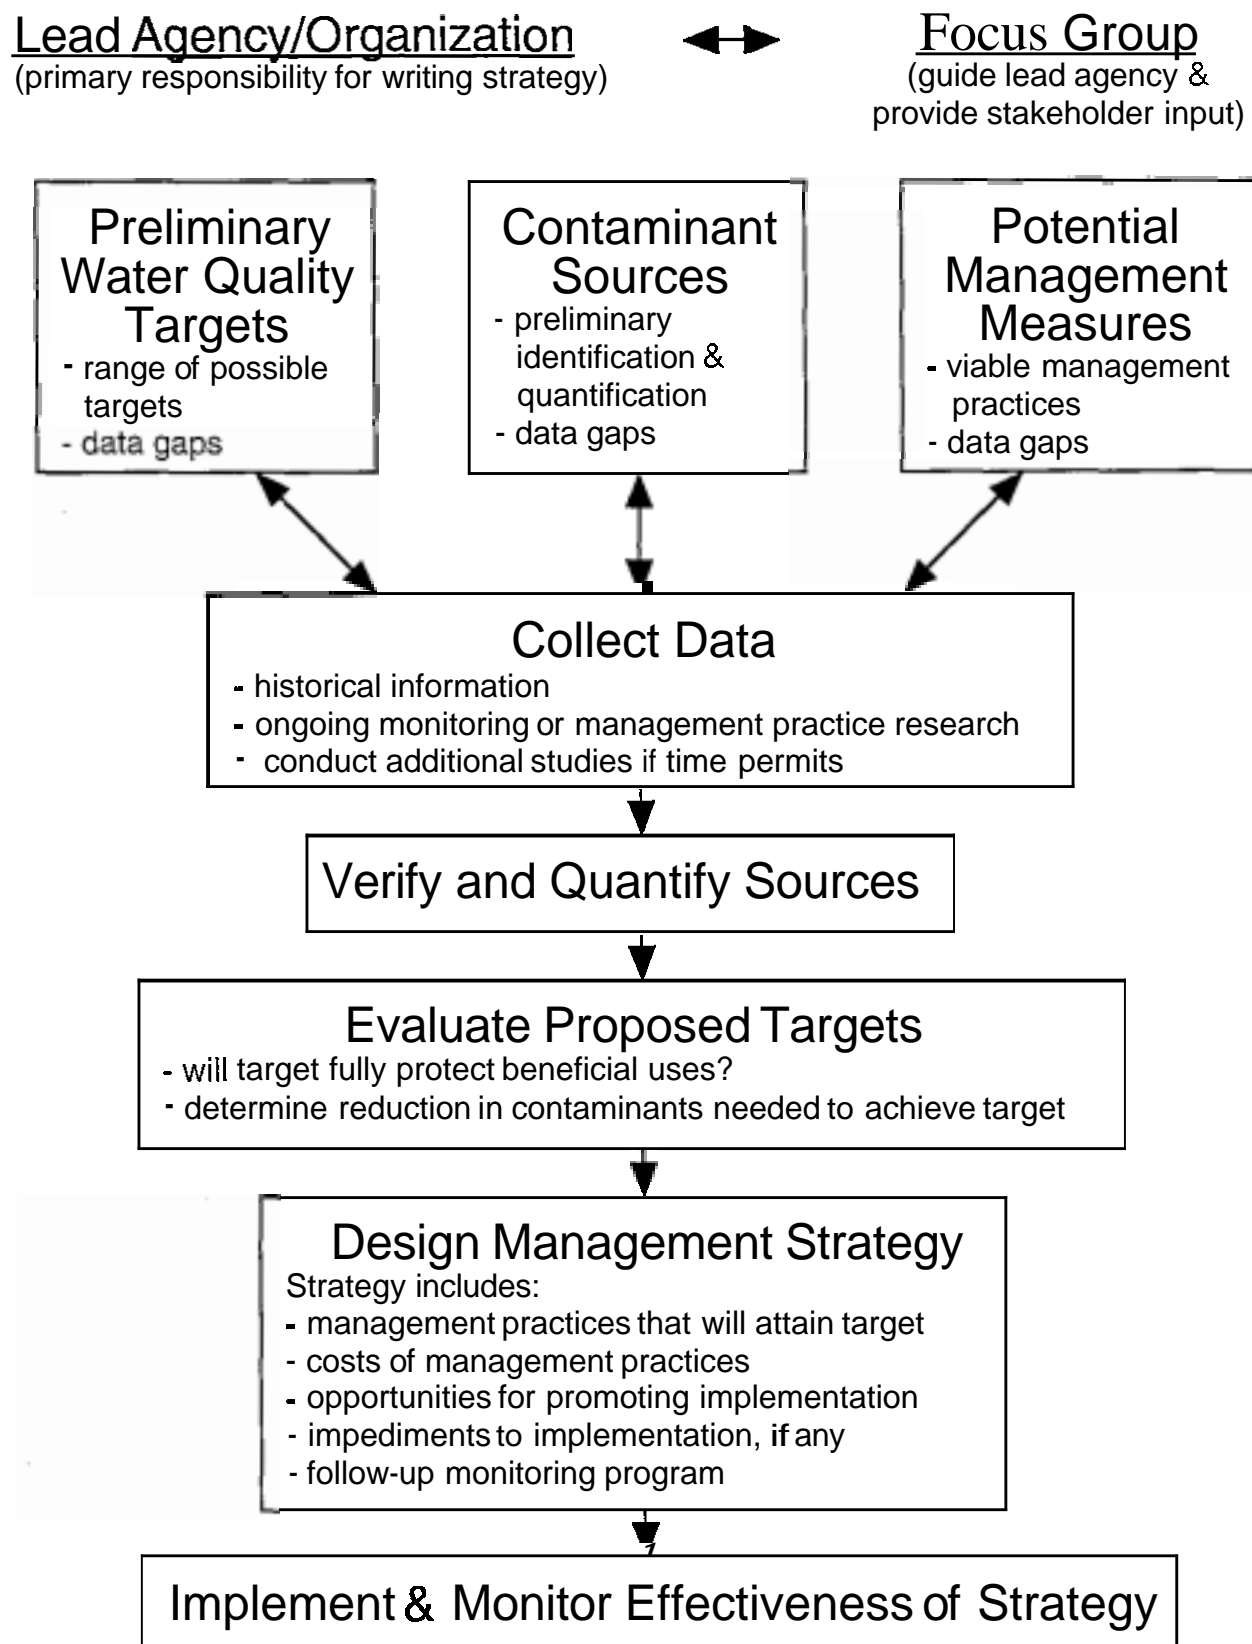 Lead Agency/Organization
(primary responsibility for writing strategy)
Focus Group
(guide lead agency &
provide stakeholder input)
Preliminary
Water Quality
Targets
- range of possible
targets
- data gaps
Contaminant
Sources
- preliminary
identification &
quantification
- data gaps
Potential
Management
Measures
- viable management
practices
- data gaps
Collect Data
- historical information
- ongoing monitoring or management practice research
- conduct additional studies if time permits
Verify and Quantify Sources
Evaluate Proposed Targets
- will target fully protect beneficial uses?
- determine reduction in contaminants needed to achieve target
Design Management Strategy
Strategy includes:
- management practices that will attain target
- costs of management practices
- opportunities for promoting implementation
- impediments to implementation, if any
- follow-up monitoring program
Implement & Monitor Effectiveness of Strategy